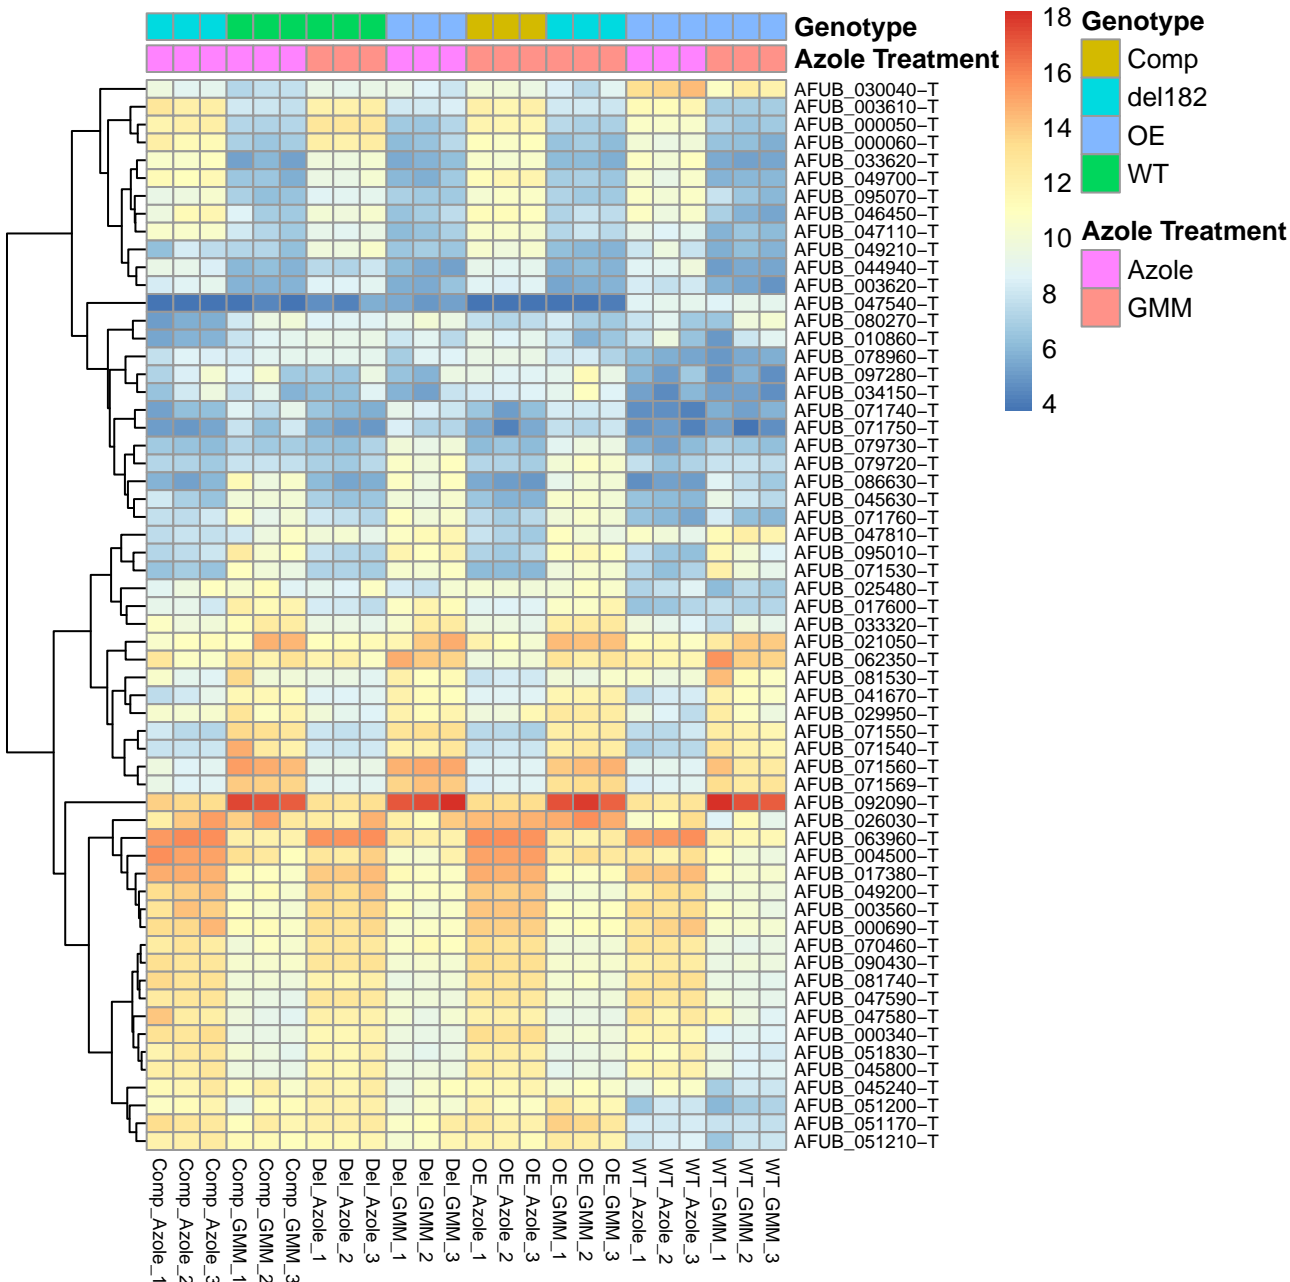 Genotype
Azole Treatment
AFUB_030040-T
AFUB_003610-T
AFUB_000050-T
AFUB_000060-T
AFUB_033620-T
AFUB_049700-T
AFUB_095070-T
AFUB_046450-T
AFUB_047110-T
AFUB_049210-T
AFUB_044940-T
AFUB_003620-T
AFUB_047540-T
AFUB_080270-T
AFUB_010860-T
AFUB_078960-T
AFUB_097280-T
AFUB_034150-T
AFUB_071740-T
AFUB_071750-T
AFUB_079730-T
AFUB_079720-T
AFUB_086630-T
AFUB_045630-T
AFUB_071760-T
AFUB_047810-T
AFUB_095010-T
AFUB_071530-T
AFUB_025480-T
AFUB_017600-T
AFUB_033320-T
AFUB_021050-T
AFUB_062350-T
AFUB_081530-T
AFUB_041670-T
AFUB_029950-T
AFUB_071550-T
AFUB_071540-T
AFUB_071560-T
AFUB_071569-T
AFUB_092090-T
AFUB_026030-T
AFUB_063960-T
AFUB_004500-T
AFUB_017380-T
AFUB_049200-T
AFUB_003560-T
AFUB_000690-T
AFUB_070460-T
AFUB_090430-T
AFUB_081740-T
AFUB_047590-T
AFUB_047580-T
AFUB_000340-T
AFUB_051830-T
AFUB_045800-T
AFUB_045240-T
AFUB_051200-T
AFUB_051170-T
AFUB_051210-T
Comp_Azole_1
Comp_Azole_2
Comp_Azole_3
Comp_GMM_1
Comp_GMM_2
Comp_GMM_3
Del_Azole_1
Del_Azole_2
Del_Azole_3
Del_GMM_1
Del_GMM_2
Del_GMM_3
OE_Azole_1
OE_Azole_2
OE_Azole_3
OE_GMM_1
OE_GMM_2
OE_GMM_3
WT_Azole_1
WT_Azole_2
WT_Azole_3
WT_GMM_1
WT_GMM_2
WT_GMM_3
18
16
14
12
10
8
6
4
Genotype
Comp
del182
OE
WT
Azole Treatment
Azole
GMM